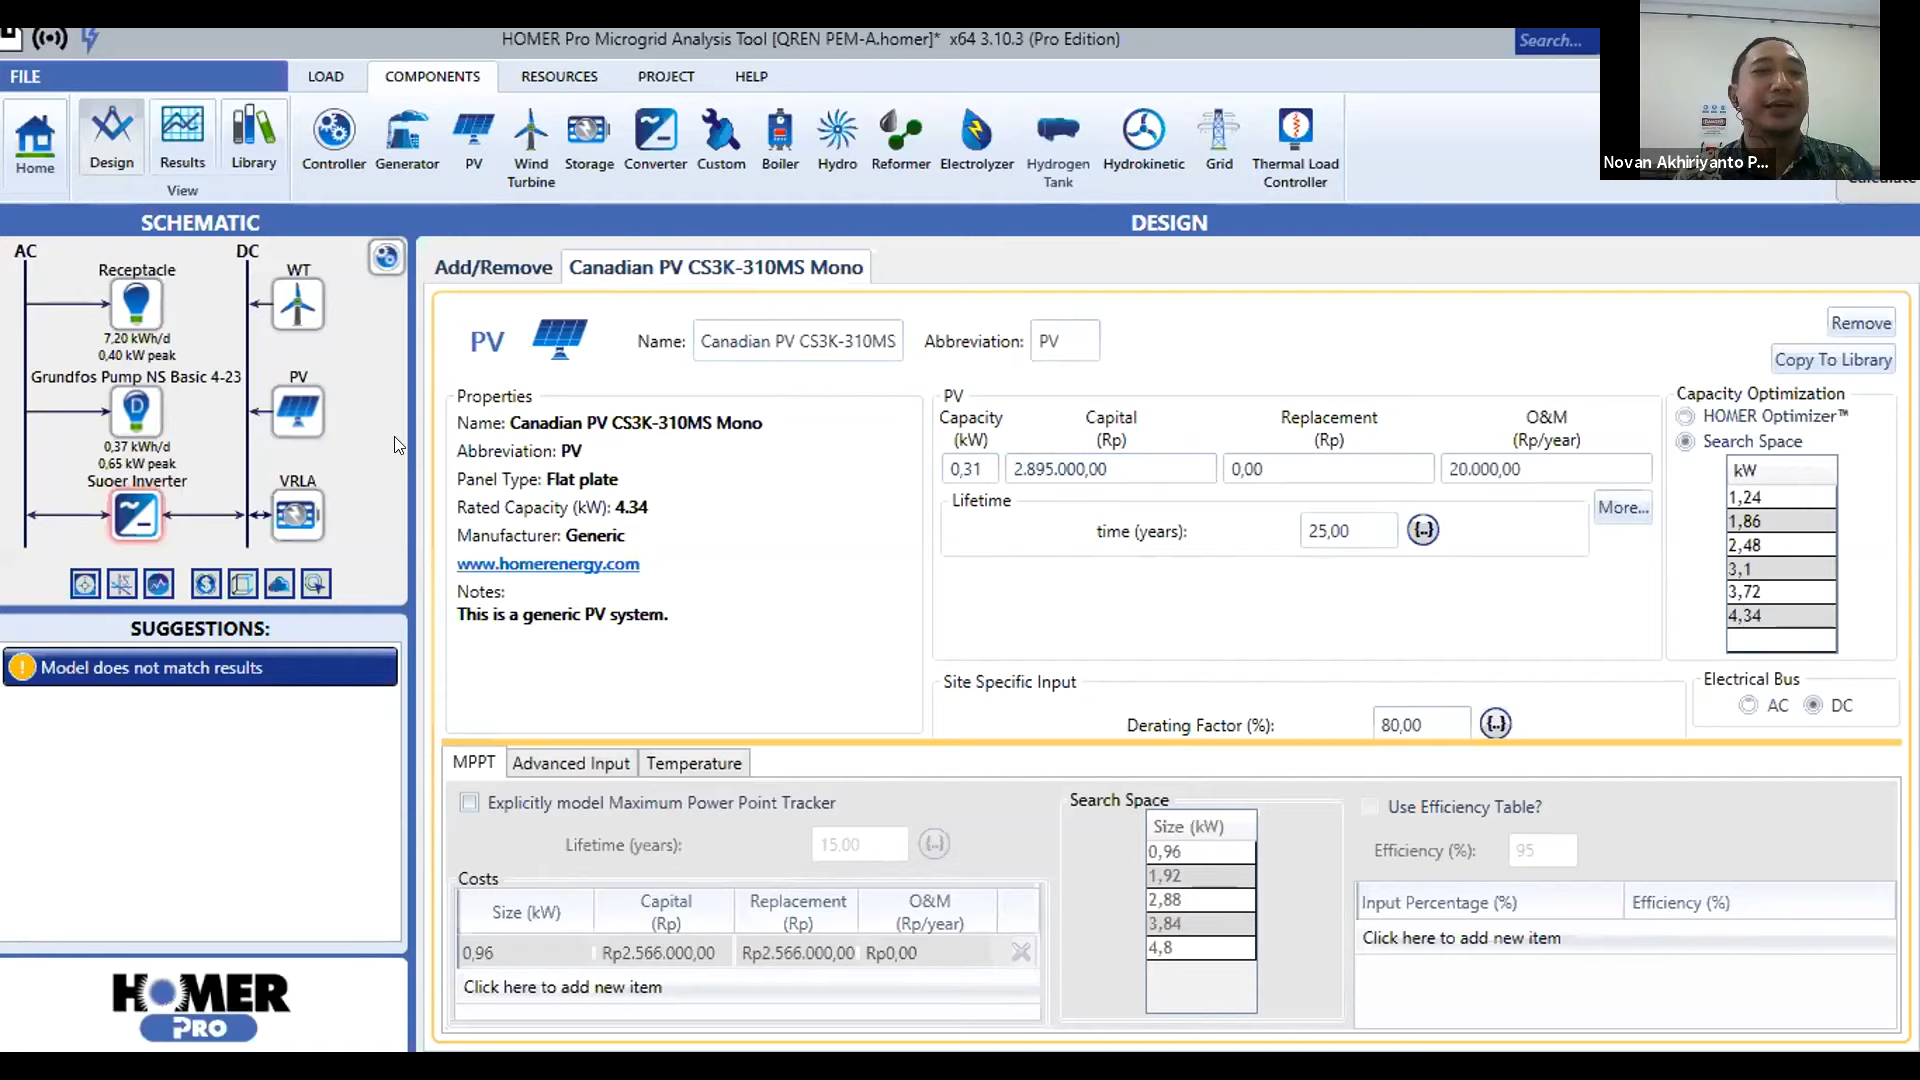 HOMER Pro Microgrid Analysis Tool [QREN PEM-A.homer]* x64 3.10.3 (Pro Edition)
Search...
FILE
LOAD
COMPONENTS
RESOURCES
PROJECT
HELP
Home
Design
Results
Library
View
Controller
Generator
PV
Wind Turbine
Storage
Converter
Custom
Boiler
Hydro
Reformer
Electrolyzer
Hydrogen Tank
Hydrokinetic
Grid
Thermal Load Controller
Calculate
Novan Akhiriyanto P...
SCHEMATIC
AC
DC
Receptacle
7,20 kWh/d
0,40 kW peak
WT
Grundfos Pump NS Basic 4-23
D
0,37 kWh/d
0,65 kW peak
PV
Suoer Inverter
VRLA
SUGGESTIONS:
Model does not match results
HOMER
PRO
DESIGN
Add/Remove
Canadian PV CS3K-310MS Mono
PV
Name: Canadian PV CS3K-310MS
Abbreviation: PV
Remove
Copy To Library
Properties
Name: Canadian PV CS3K-310MS Mono
Abbreviation: PV
Panel Type: Flat plate
Rated Capacity (kW): 4.34
Manufacturer: Generic
www.homerenergy.com
Notes:
This is a generic PV system.
PV
Capacity (kW)
Capital (Rp)
Replacement (Rp)
O&M (Rp/year)
0,31
2.895.000,00
0,00
20.000,00
Lifetime
time (years): 25,00
More...
Capacity Optimization
HOMER Optimizer™
Search Space
kW
1,24
1,86
2,48
3,1
3,72
4,34
Site Specific Input
Derating Factor (%): 80,00
Electrical Bus
AC
DC
MPPT
Advanced Input
Temperature
Explicitly model Maximum Power Point Tracker
Lifetime (years): 15,00
Costs
Size (kW)
Capital (Rp)
Replacement (Rp)
O&M (Rp/year)
0,96
Rp2.566.000,00
Rp2.566.000,00
Rp0,00
Click here to add new item
Search Space
Size (kW)
0,96
1,92
2,88
3,84
4,8
Use Efficiency Table?
Efficiency (%): 95
Input Percentage (%)
Efficiency (%)
Click here to add new item